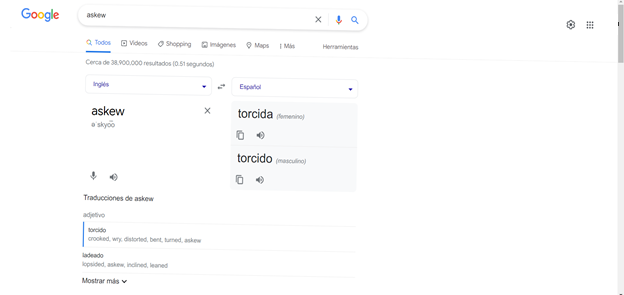 Google
askew
Todos Vídeos Shopping Imágenes Maps Más Herramientas
Cerca de 38,900,000 resultados (0.51 segundos)
Inglés Español
askew
əˈskyo͞o
torcida (femenino)
torcido (masculino)
Traducciones de askew
adjetivo
torcido
crooked, wry, distorted, bent, turned, askew
ladeado
lopsided, askew, inclined, leaned
Mostrar más